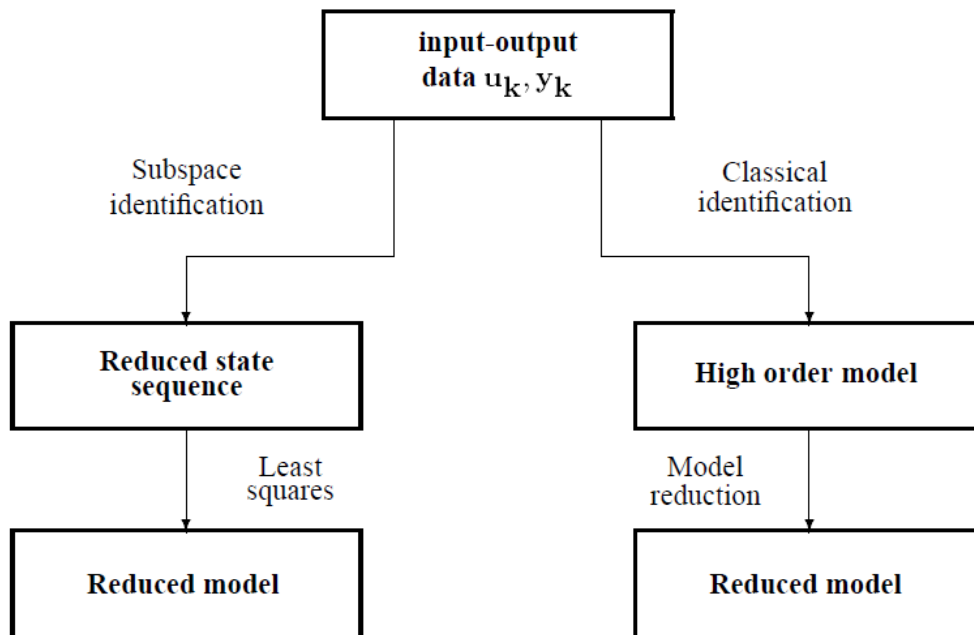 input-output
data u_k, y_k
Subspace
identification
Classical
identification
Reduced state
sequence
High order model
Least
squares
Model
reduction
Reduced model
Reduced model